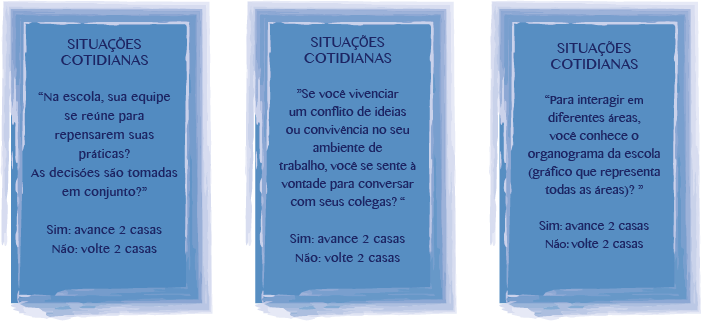 SITUAÇÕES
COTIDIANAS
“Na escola, sua equipe
se reúne para
repensarem suas
práticas?
As decisões são tomadas
em conjunto?”
Sim: avance 2 casas
Não: volte 2 casas
SITUAÇÕES
COTIDIANAS
”Se você vivenciar
um conflito de ideias
ou convivência no seu
ambiente de
trabalho, você se sente à
vontade para conversar
com seus colegas? “
Sim: avance 2 casas
Não: volte 2 casas
SITUAÇÕES
COTIDIANAS
“Para interagir em
diferentes áreas,
você conhece o
organograma da escola
(gráfico que representa
todas as áreas)? ”
Sim: avance 2 casas
Não: volte 2 casas